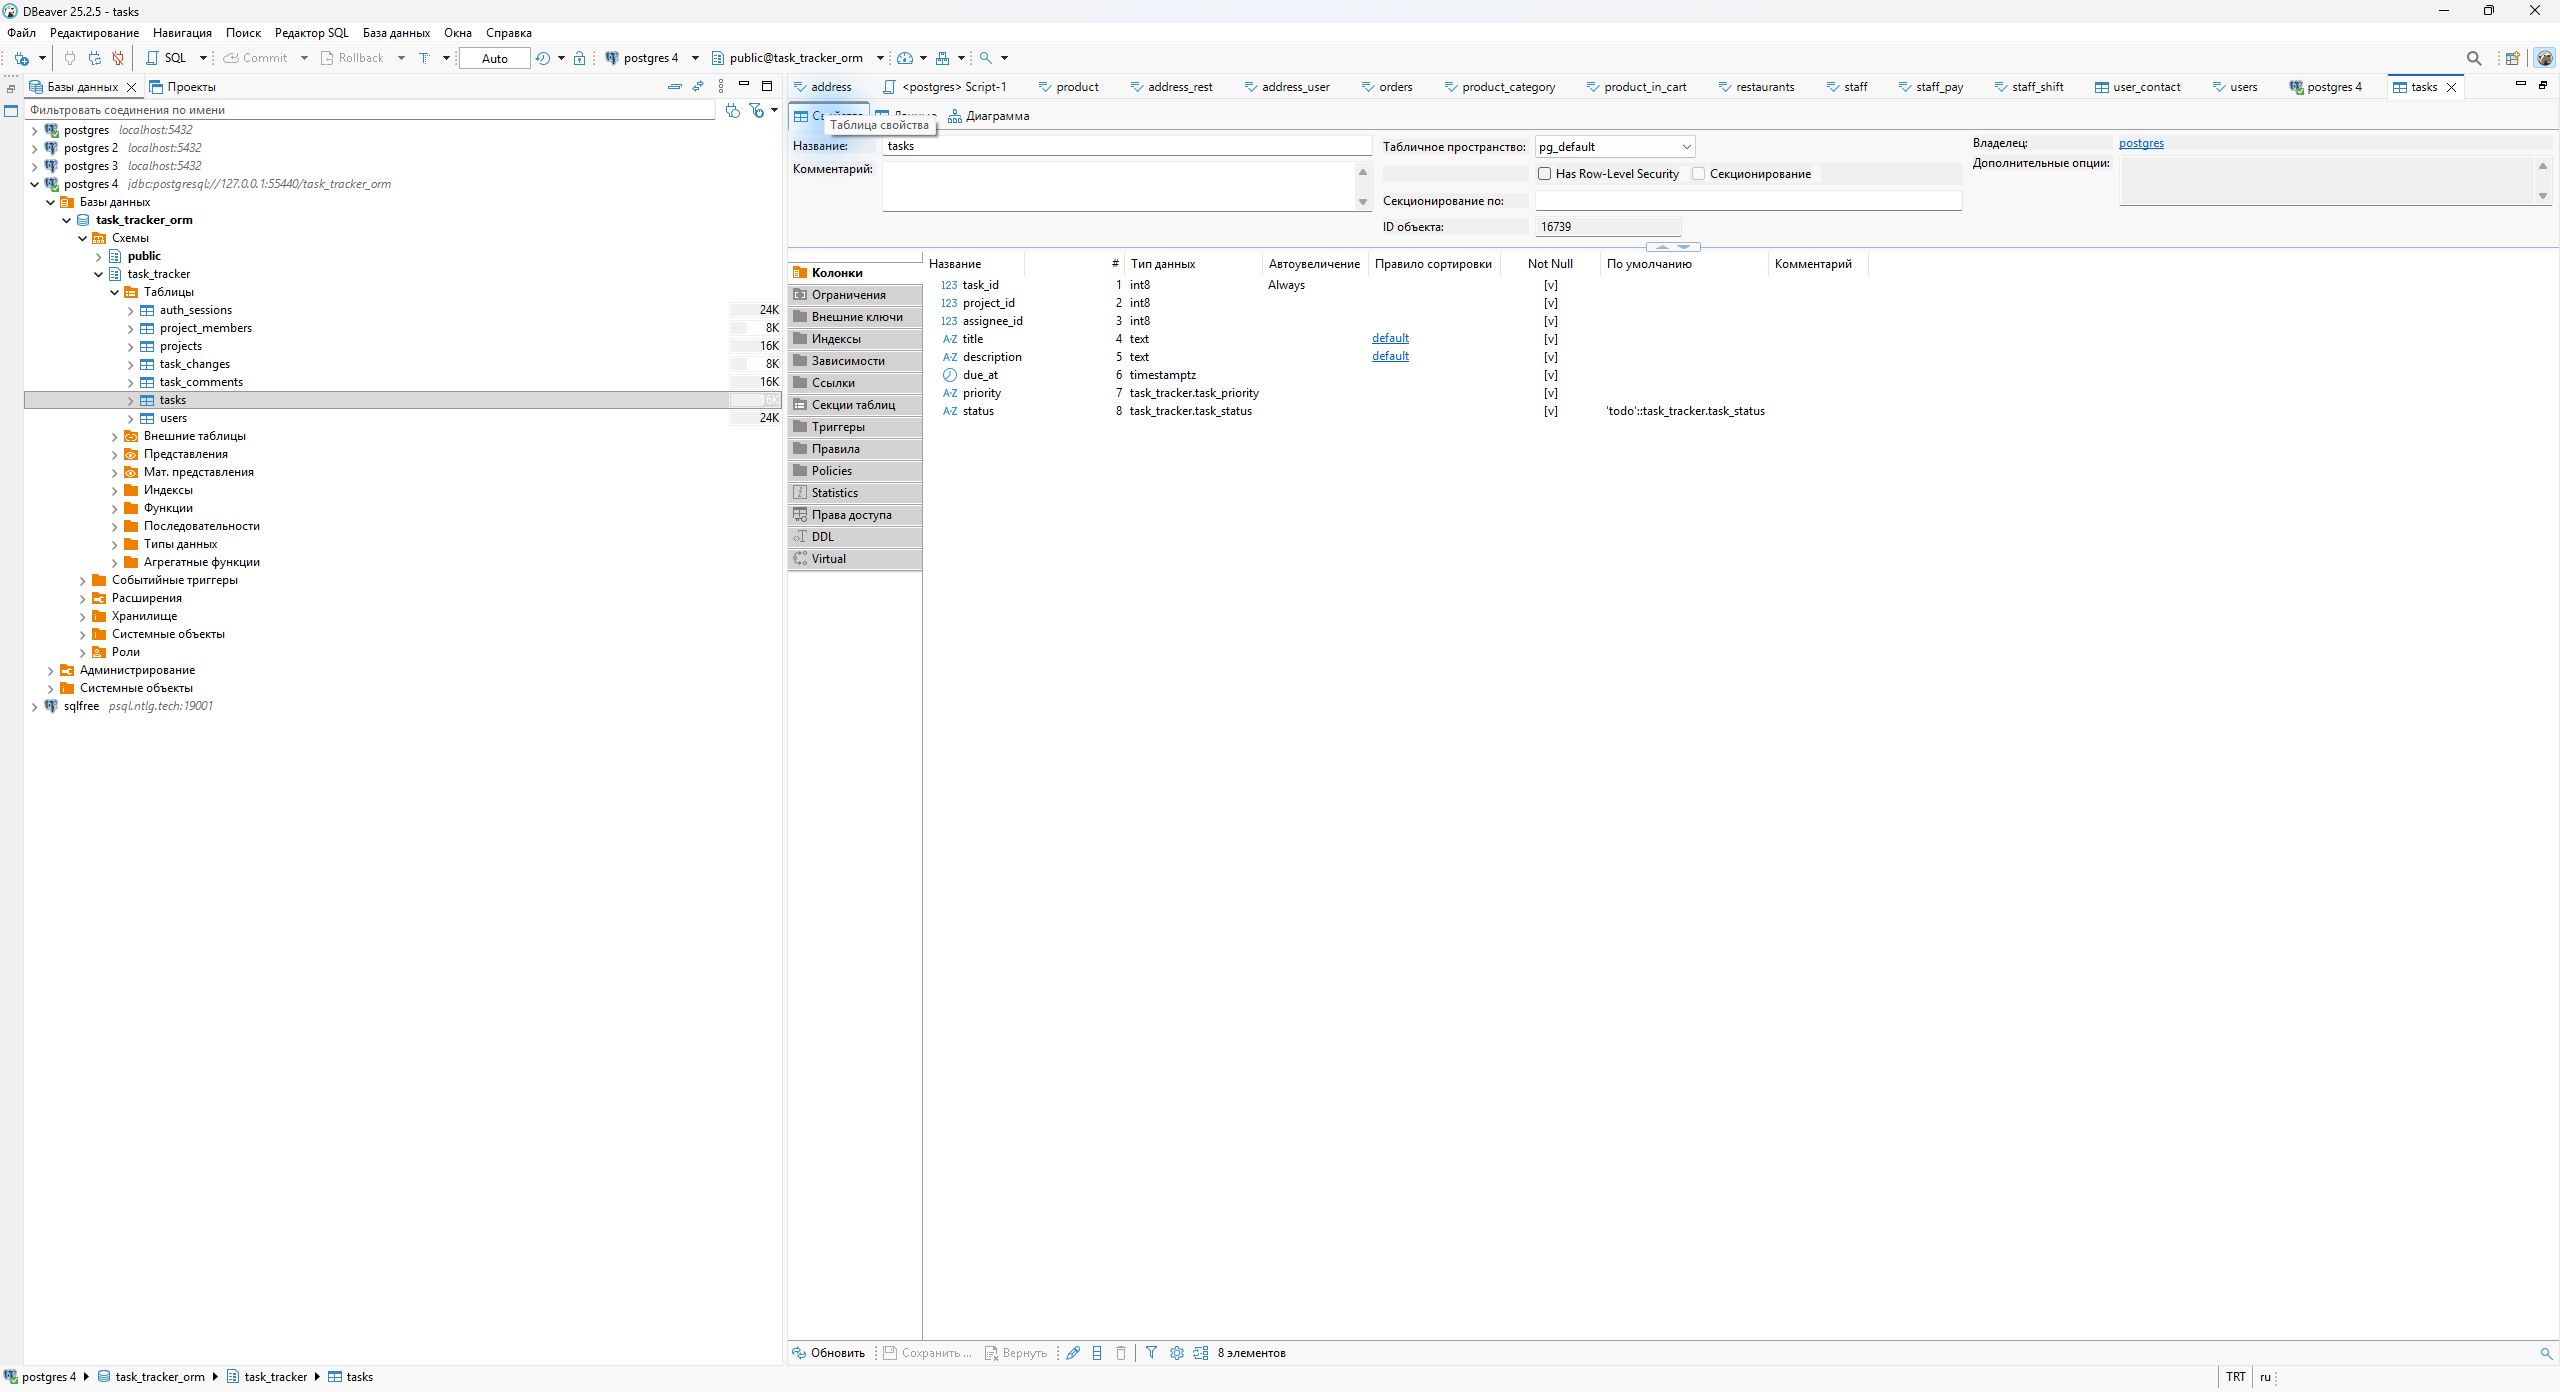 DBeaver 25.2.5 - tasks
Файл Редактирование Навигация Поиск Редактор SQL База данных Окна Справка
SQL Commit Rollback T Auto postgres 4 public@task_tracker_orm
Базы данных Проекты
Фильтровать соединения по имени
postgres localhost:5432
postgres 2 localhost:5432
postgres 3 localhost:5432
postgres 4 jdbc:postgresql://127.0.0.1:55440/task_tracker_orm
Базы данных
task_tracker_orm
Схемы
public
task_tracker
Таблицы
auth_sessions 24K
project_members 8K
projects 16K
task_changes 8K
task_comments 16K
tasks 6K
users 24K
Внешние таблицы
Представления
Мат. представления
Индексы
Функции
Последовательности
Типы данных
Агрегатные функции
Событийные триггеры
Расширения
Хранилище
Системные объекты
Роли
Администрирование
Системные объекты
sqlfree psql.ntlg.tech:19001
address <postgres> Script-1 product address_rest address_user orders product_category product_in_cart restaurants staff staff_pay staff_shift user_contact users postgres 4 tasks
Диаграмма
Таблица свойства
Название: tasks
Комментарий:
Табличное пространство: pg_default
Has Row-Level Security Секционирование
Секционирование по:
ID объекта: 16739
Владелец: postgres
Дополнительные опции:
Колонки
Ограничения
Внешние ключи
Индексы
Зависимости
Ссылки
Секции таблиц
Триггеры
Правила
Policies
Statistics
Права доступа
DDL
Virtual
Название # Тип данных Автоувеличение Правило сортировки Not Null По умолчанию Комментарий
123 task_id 1 int8 Always [v]
123 project_id 2 int8 [v]
123 assignee_id 3 int8 [v]
A-Z title 4 text default [v]
A-Z description 5 text default [v]
due_at 6 timestamptz [v]
A-Z priority 7 task_tracker.task_priority [v]
A-Z status 8 task_tracker.task_status [v] 'todo'::task_tracker.task_status
Обновить Сохранить ... Вернуть 8 элементов
postgres 4 task_tracker_orm task_tracker tasks
TRT ru